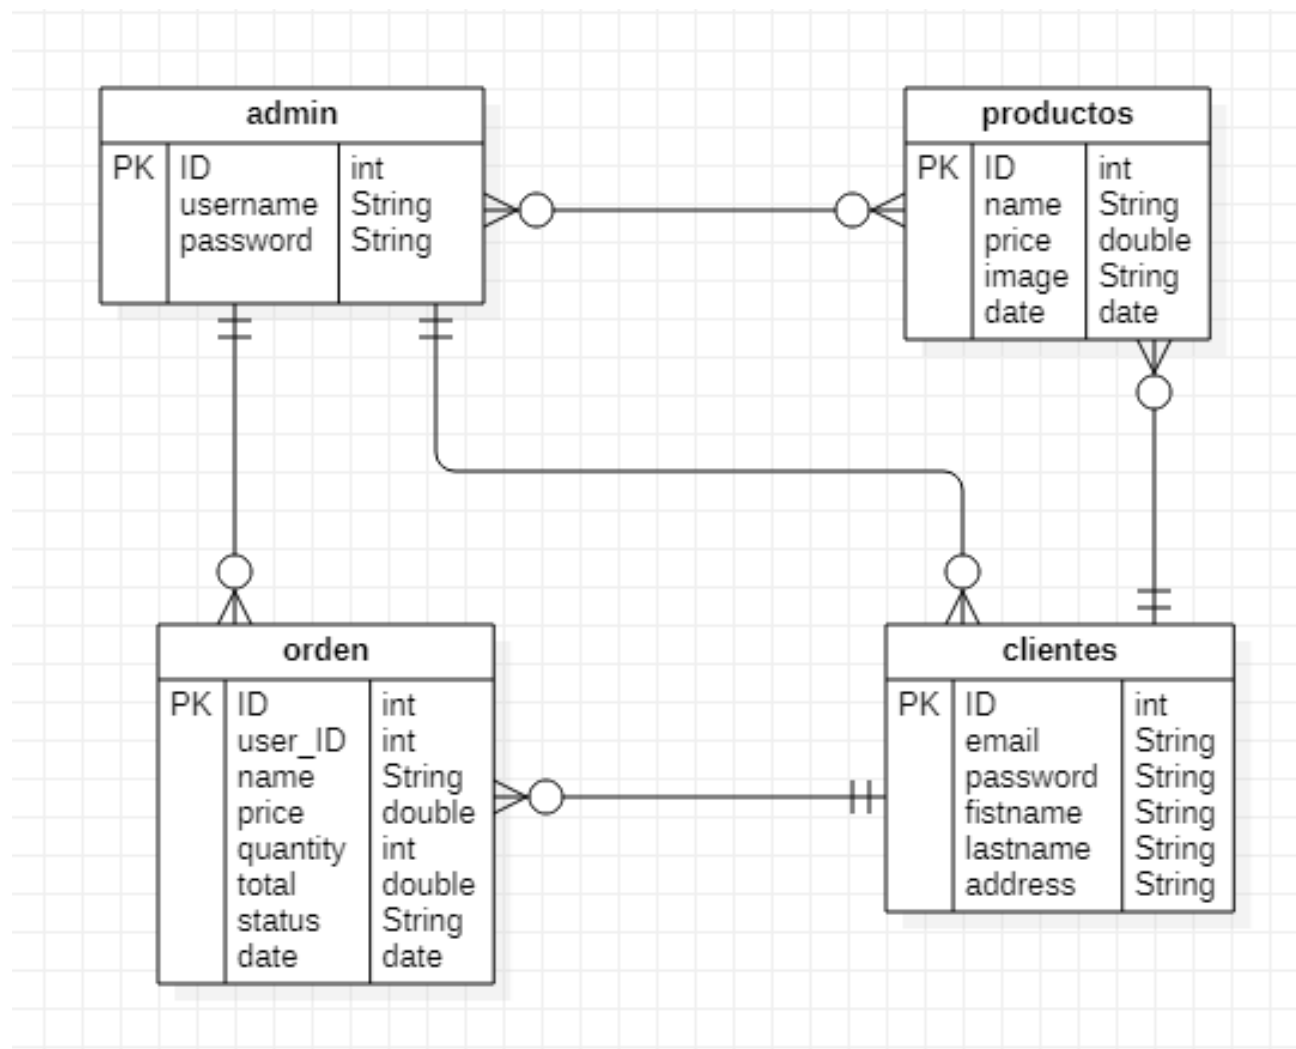 admin
PK ID int
username String
password String
productos
PK ID int
name String
price double
image String
date date
orden
PK ID int
user_ID int
name String
price double
quantity int
total double
status String
date date
clientes
PK ID int
email String
password String
fistname String
lastname String
address String